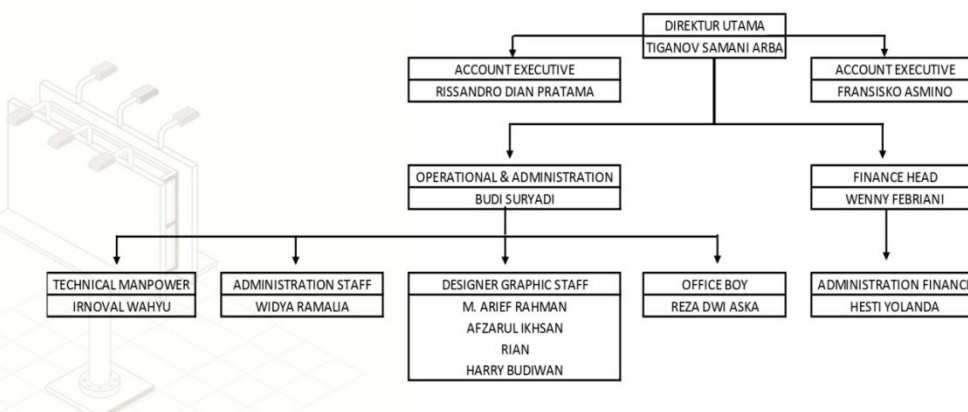 DIREKTUR UTAMA
TIGANOV SAMANI ARBA
ACCOUNT EXECUTIVE
RISSANDRO DIAN PRATAMA
ACCOUNT EXECUTIVE
FRANSISKO ASMINO
OPERATIONAL & ADMINISTRATION
BUDI SURYADI
FINANCE HEAD
WENNY FEBRIANI
TECHNICAL MANPOWER
IRNOVAL WAHYU
ADMINISTRATION STAFF
WIDYA RAMALIA
DESIGNER GRAPHIC STAFF
M. ARIEF RAHMAN
AFZARUL IKHSAN
RIAN
HARRY BUDIWAN
OFFICE BOY
REZA DWI ASKA
ADMINISTRATION FINANCE
HESTI YOLANDA